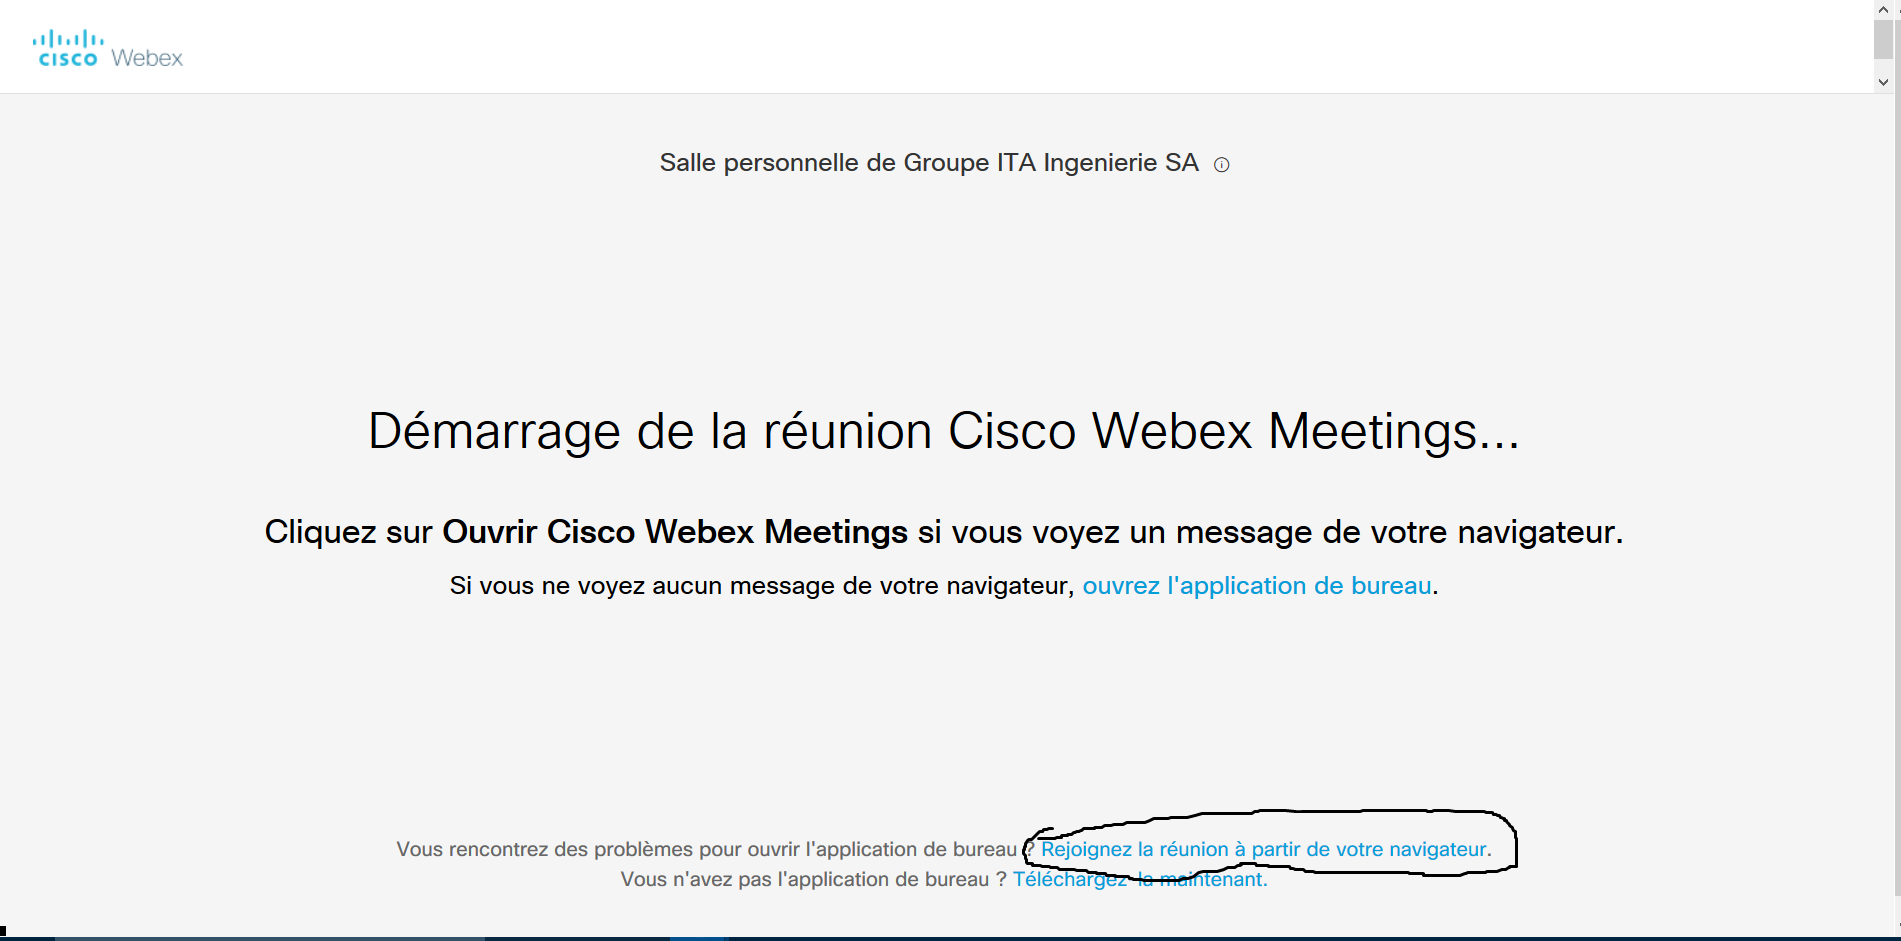 cisco Webex
Salle personnelle de Groupe ITA Ingenierie SA
Démarrage de la réunion Cisco Webex Meetings...
Cliquez sur Ouvrir Cisco Webex Meetings si vous voyez un message de votre navigateur.
Si vous ne voyez aucun message de votre navigateur, ouvrez l'application de bureau.
Vous rencontrez des problèmes pour ouvrir l'application de bureau ? Rejoignez la réunion à partir de votre navigateur.
Vous n'avez pas l'application de bureau ? Téléchargez-la maintenant.